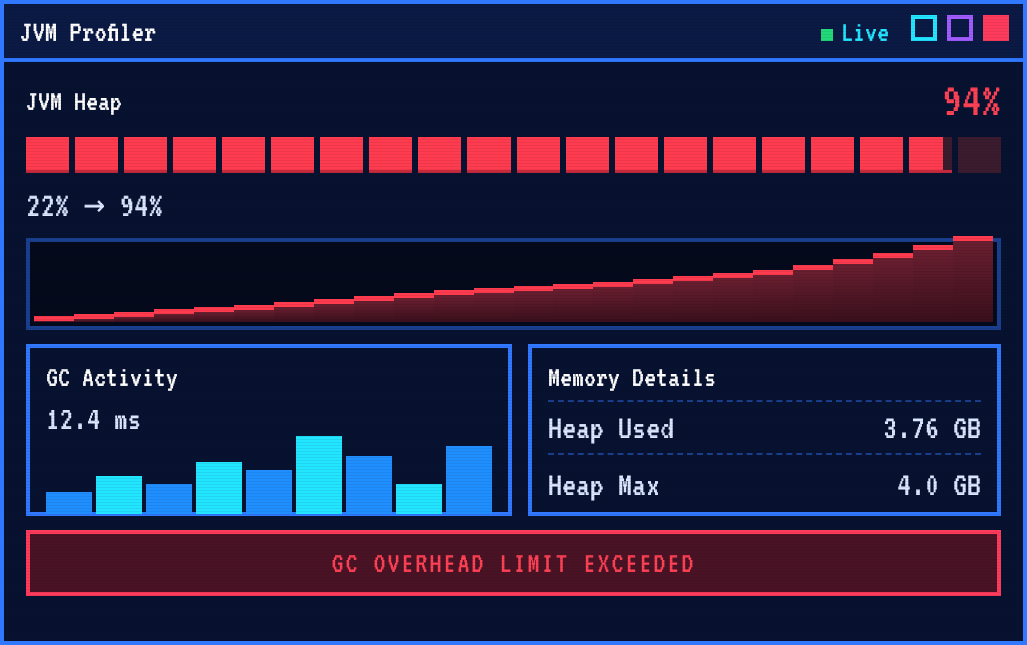 JVM Profiler
Live
JVM Heap
94%
22% → 94%
GC Activity
12.4 ms
Memory Details
Heap Used 3.76 GB
Heap Max 4.0 GB
GC OVERHEAD LIMIT EXCEEDED